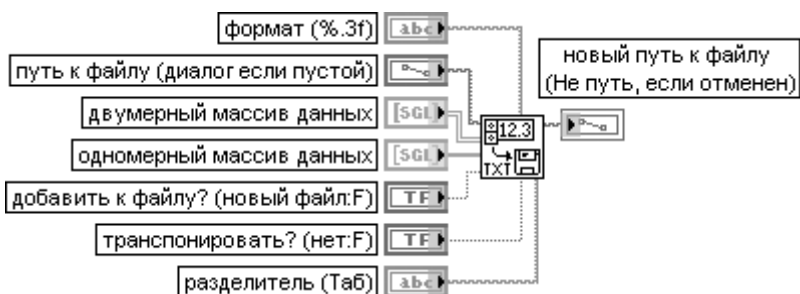 формат (%.3f)
abc
путь к файлу (диалог если пустой)
новый путь к файлу
(Не путь, если отменен)
двумерный массив данных
[SGL]
12.3
одномерный массив данных
[SGL]
TXT
добавить к файлу? (новый файл:F)
TF
транспонировать? (нет:F)
TF
разделитель (Таб)
abc